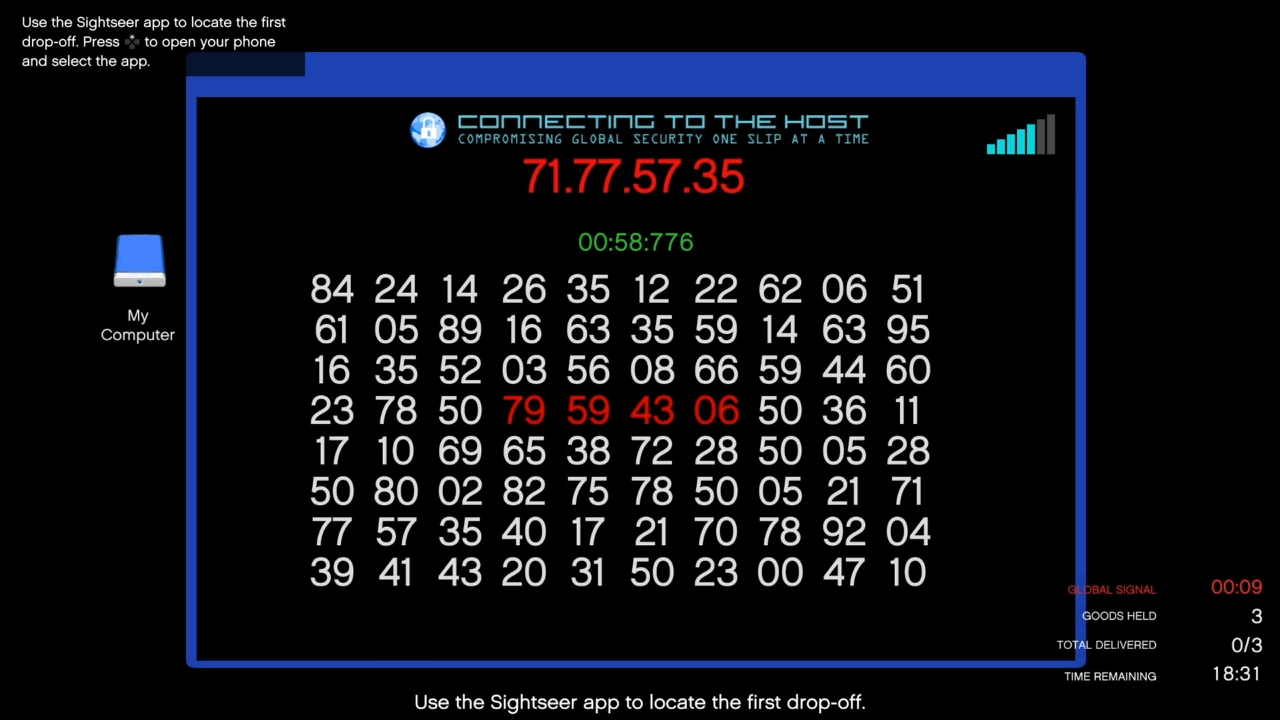 Use the Sightseer app to locate the first
drop-off. Press to open your phone
and select the app.
CONNECTING TO THE HOST
COMPROMISING GLOBAL SECURITY ONE SLIP AT A TIME
71.77.57.35
00:58:776
84 24 14 26 35 12 22 62 06 51
61 05 89 16 63 35 59 14 63 95
16 35 52 03 56 08 66 59 44 60
23 78 50 79 59 43 06 50 36 11
17 10 69 65 38 72 28 50 05 28
50 80 02 82 75 78 50 05 21 71
77 57 35 40 17 21 70 78 92 04
39 41 43 20 31 50 23 00 47 10
My
Computer
GLOBAL SIGNAL 00:09
GOODS HELD 3
TOTAL DELIVERED 0/3
TIME REMAINING 18:31
Use the Sightseer app to locate the first drop-off.